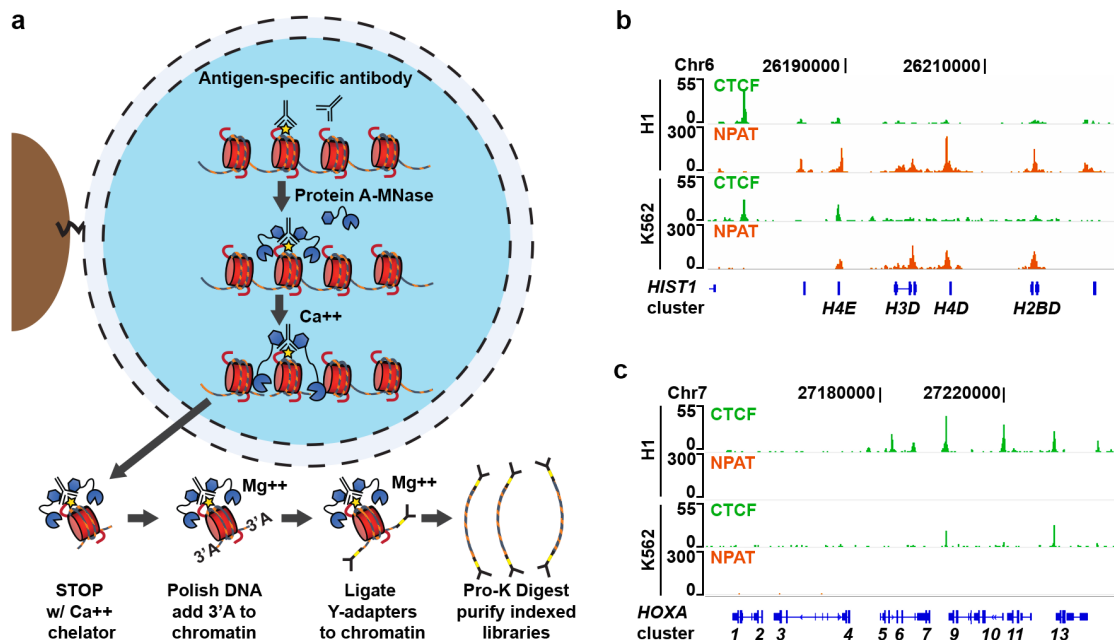 a
Antigen-specific antibody
Protein A-MNase
Ca++
Mg++
3'A
3'A
Mg++
STOP
w/ Ca++
chelator
Polish DNA
add 3'A to
chromatin
Ligate
Y-adapters
to chromatin
Pro-K Digest
purify indexed
libraries
b
Chr6 26190000 26210000
H1
55 CTCF
0
300 NPAT
0
K562
55 CTCF
0
300 NPAT
0
HIST1
cluster H4E H3D H4D H2BD
c
Chr7 27180000 27220000
H1
55 CTCF
0
300 NPAT
0
K562
55 CTCF
0
300 NPAT
0
HOXA
cluster 1 2 3 4 5 6 7 9 10 11 13